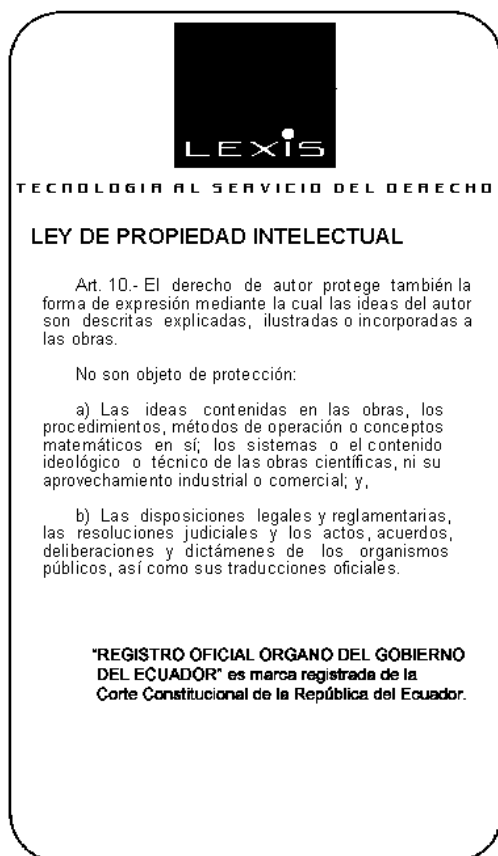 LEXIS
TECNOLOGIA AL SERVICIO DEL DERECHO
LEY DE PROPIEDAD INTELECTUAL
Art. 10.- El derecho de autor protege también la
forma de expresión mediante la cual las ideas del autor
son descritas explicadas, ilustradas o incorporadas a
las obras.
No son objeto de protección:
a) Las ideas contenidas en las obras, los
procedimientos, métodos de operación o conceptos
matemáticos en sí; los sistemas o el contenido
ideológico o técnico de las obras científicas, ni su
aprovechamiento industrial o comercial; y,
b) Las disposiciones legales y reglamentarias,
las resoluciones judiciales y los actos, acuerdos,
deliberaciones y dictámenes de los organismos
públicos, así como sus traducciones oficiales.
"REGISTRO OFICIAL ORGANO DEL GOBIERNO
DEL ECUADOR" es marca registrada de la
Corte Constitucional de la República del Ecuador.